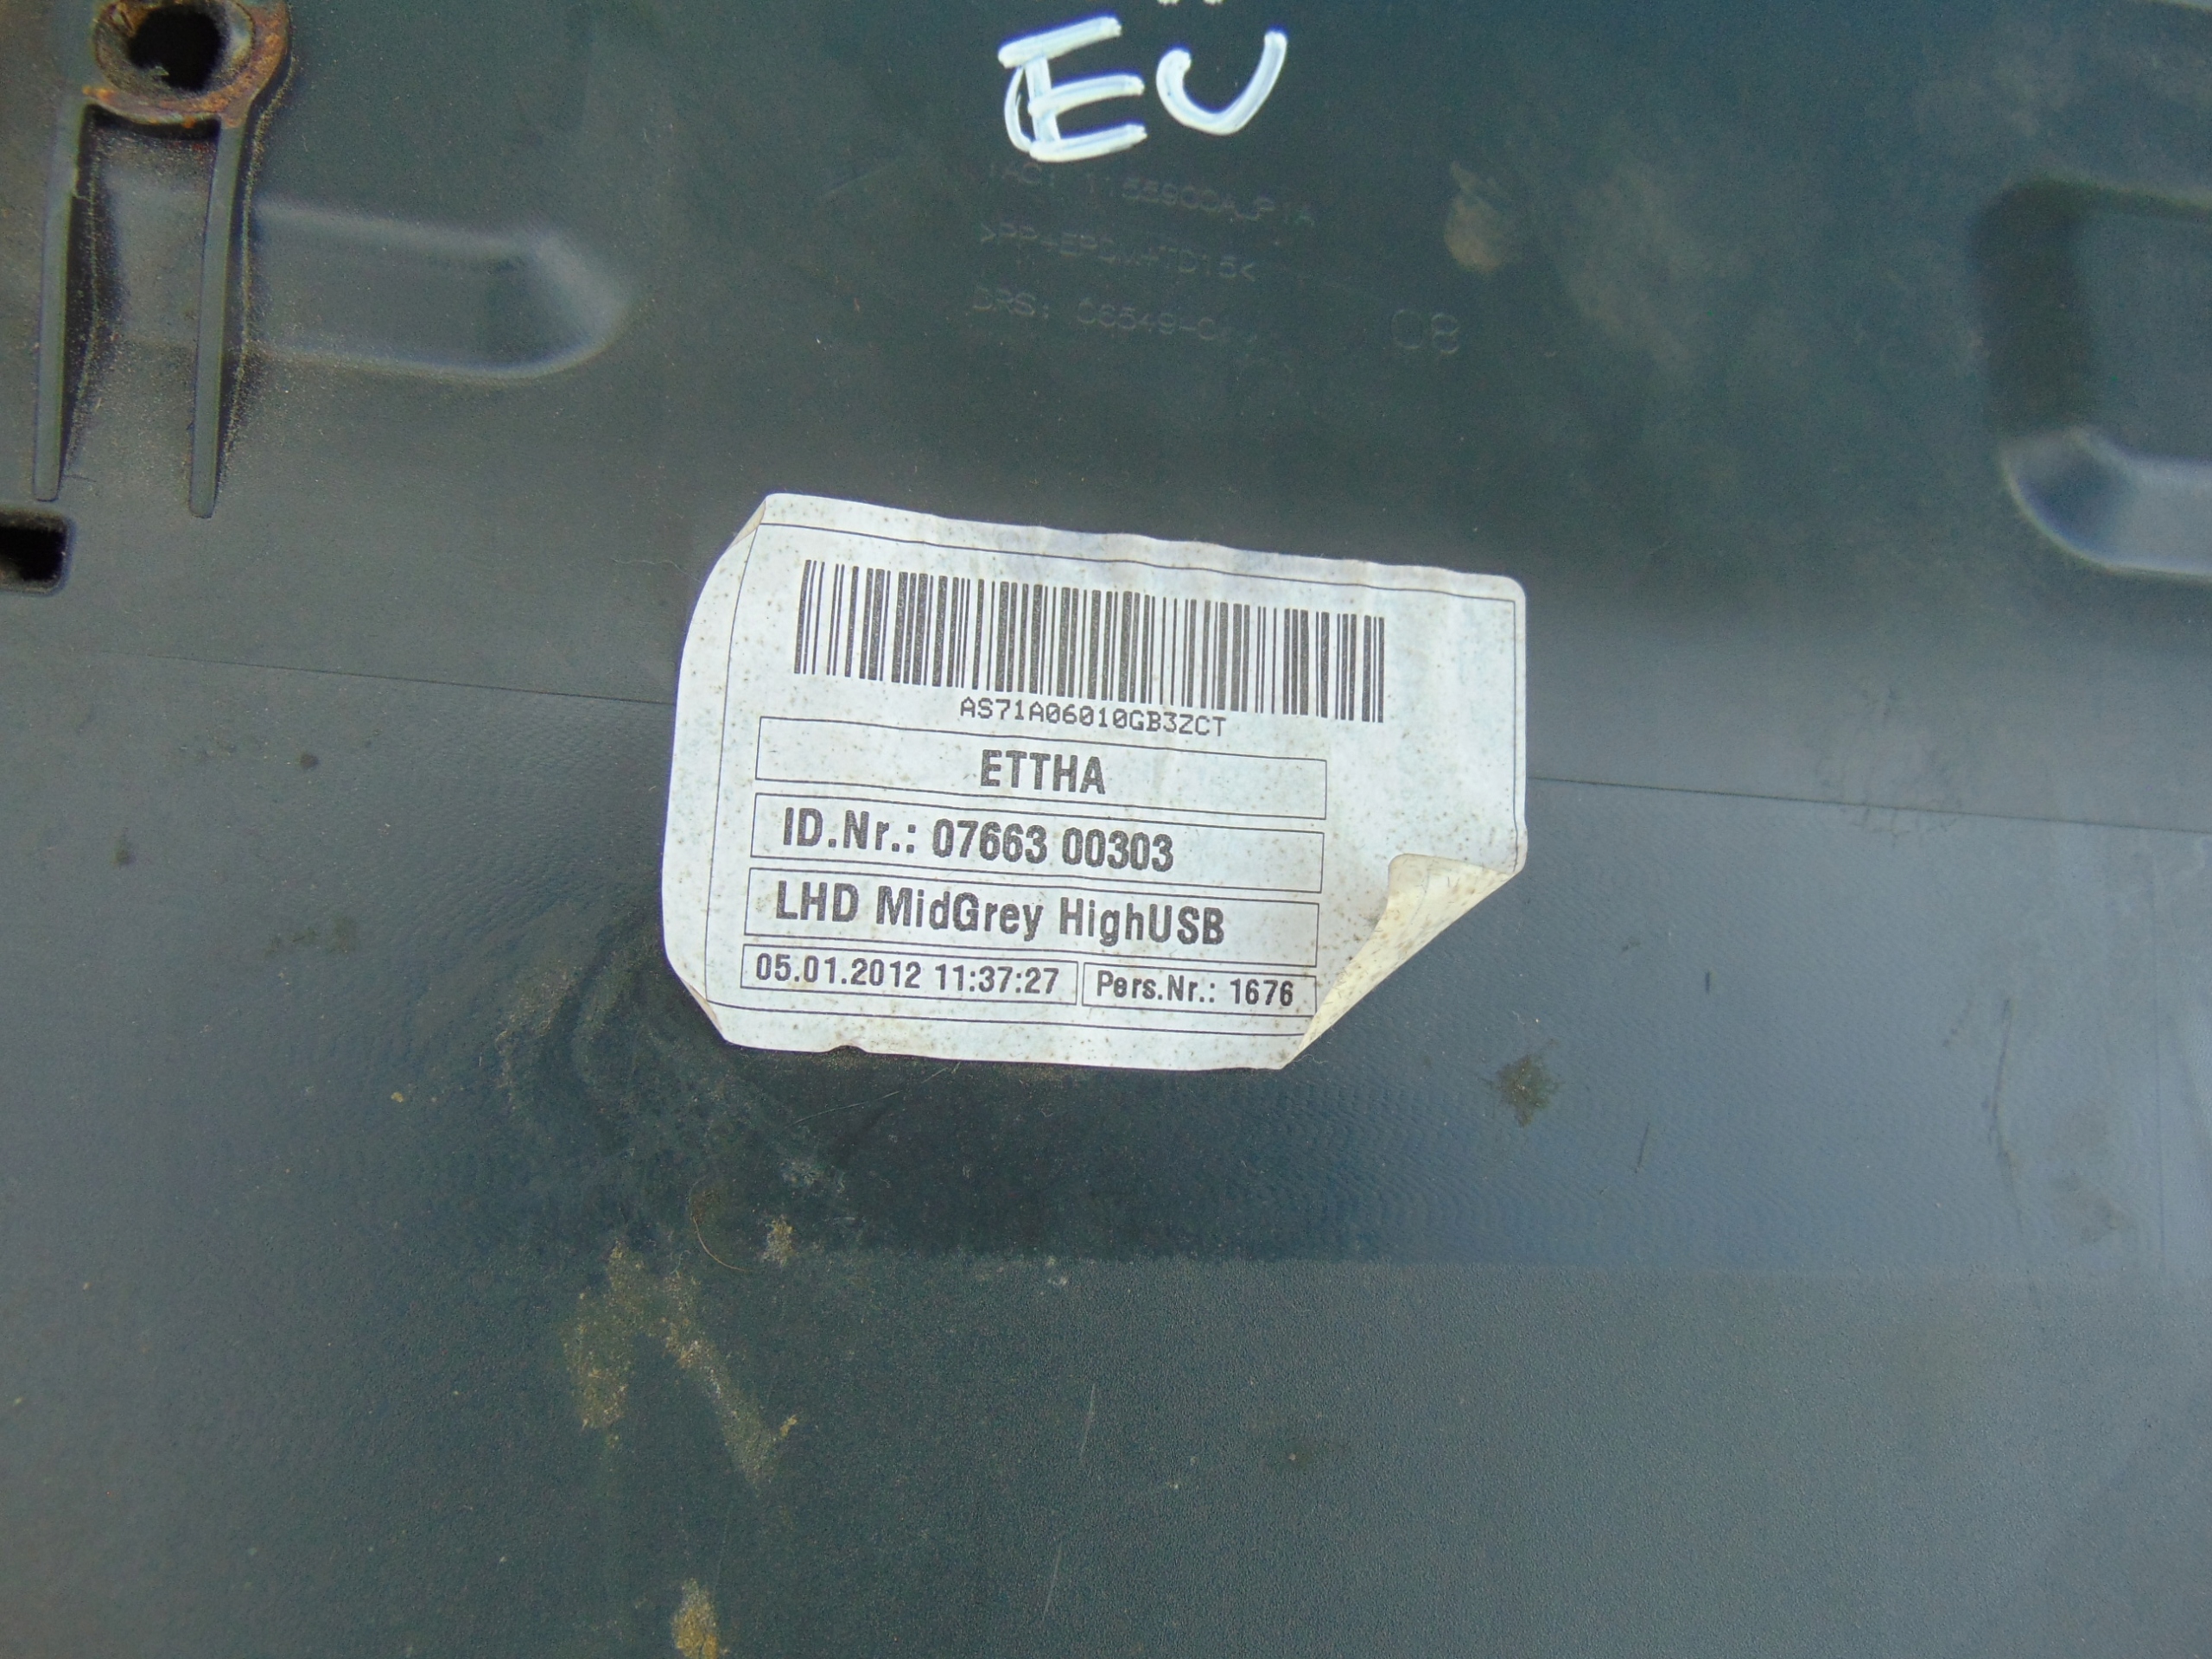 EU
>PP+EPDM+TD15<
08
AS71A06010GB3ZCT
ETTHA
ID.Nr.: 07663 00303
LHD MidGrey HighUSB
05.01.2012 11:37:27 Pers.Nr.: 1676